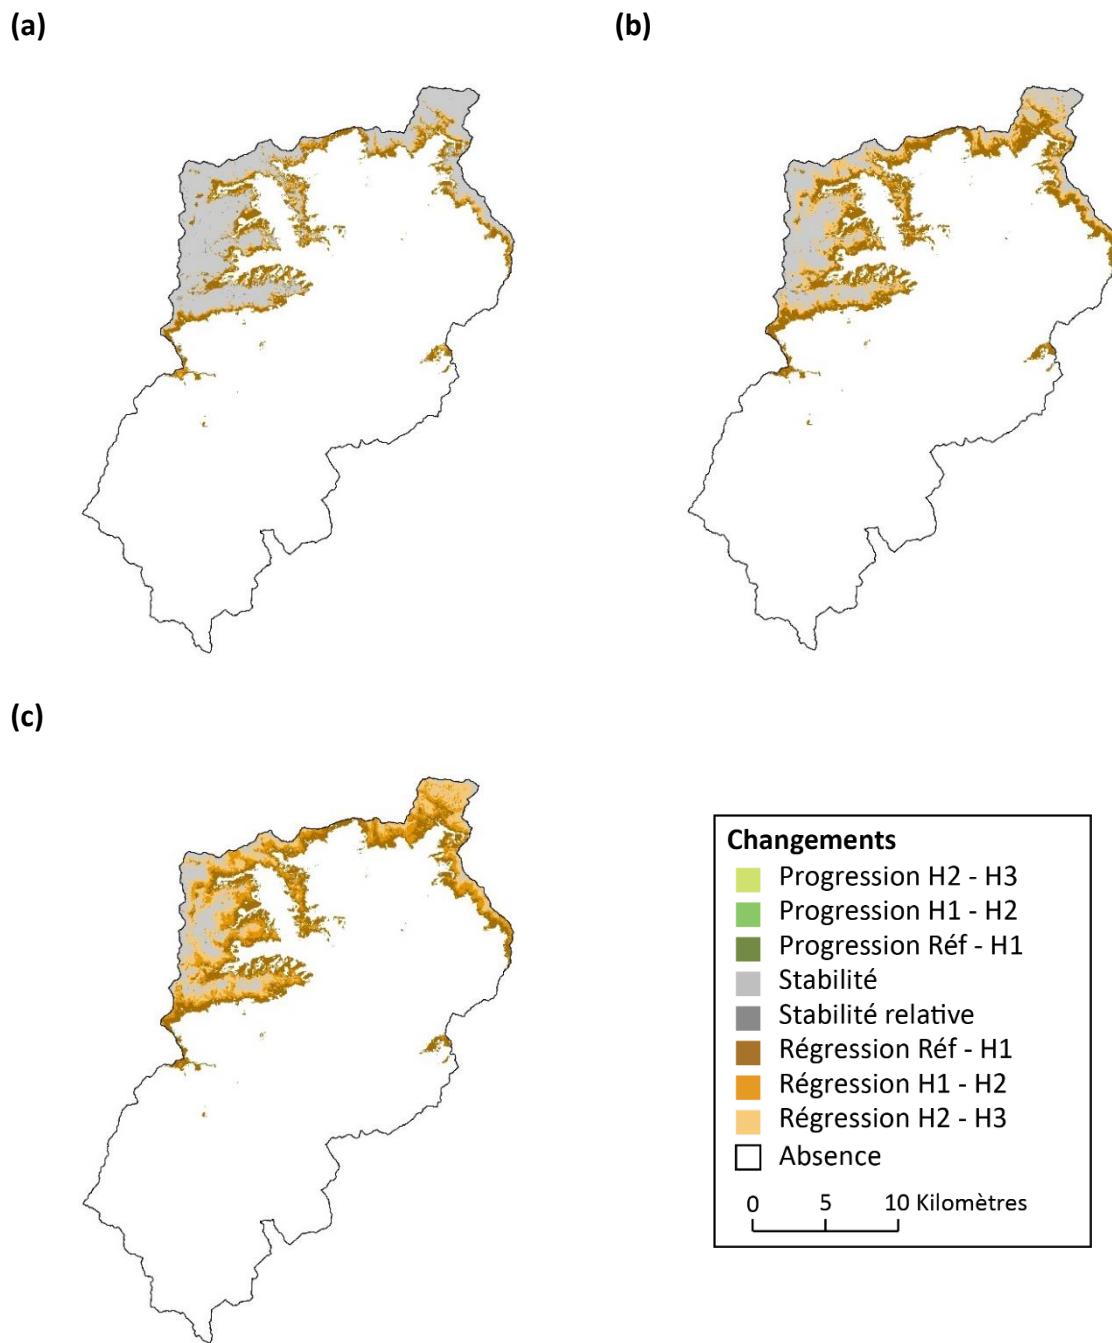 (a)
(b)
(c)
Changements
Progression H2 - H3
Progression H1 - H2
Progression Réf - H1
Stabilité
Stabilité relative
Régression Réf - H1
Régression H1 - H2
Régression H2 - H3
Absence
0 5 10 Kilomètres